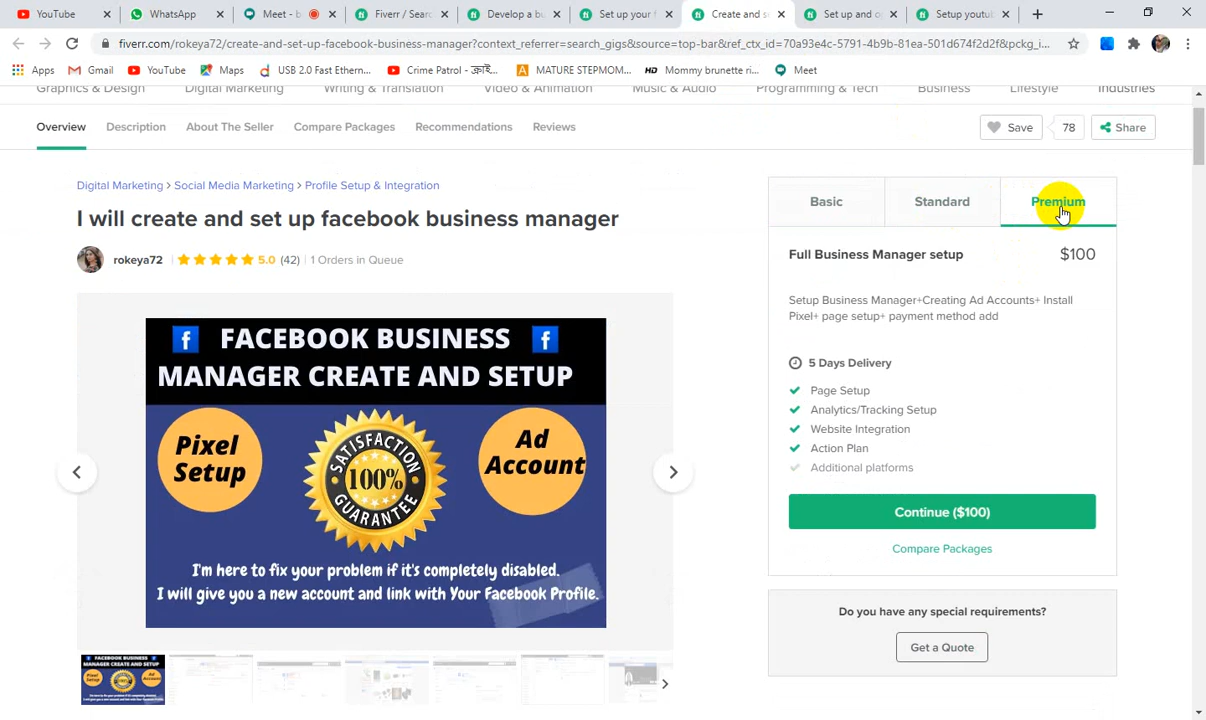 YouTube
WhatsApp
Meet - b
Fiverr / Sear
Develop a bu
Set up your f
Create and s
Set up and o
Setup youtub
fiverr.com/rokeya72/create-and-set-up-facebook-business-manager?context_referrer=search_gigs&source=top-bar&ref_ctx_id=70a93e4c-5791-4b9b-81ea-501d674f2d2f&pckg_i...
Apps
Gmail
YouTube
Maps
USB 2.0 Fast Ethern...
Crime Patrol - ক্রাই...
MATURE STEPMOM...
HD Mommy brunette ri...
Meet
Graphics & Design
Digital Marketing
Writing & Translation
Video & Animation
Music & Audio
Programming & Tech
Business
Lifestyle
Industries
Overview
Description
About The Seller
Compare Packages
Recommendations
Reviews
Save
78
Share
Digital Marketing > Social Media Marketing > Profile Setup & Integration
I will create and set up facebook business manager
rokeya72
5.0 (42)
1 Orders in Queue
FACEBOOK BUSINESS
MANAGER CREATE AND SETUP
Pixel
Setup
SATISFACTION
100%
GUARANTEE
Ad
Account
I'm here to fix your problem if it's completely disabled.
I will give you a new account and link with Your Facebook Profile.
Basic
Standard
Premium
Full Business Manager setup
$100
Setup Business Manager+Creating Ad Accounts+ Install
Pixel+ page setup+ payment method add
5 Days Delivery
Page Setup
Analytics/Tracking Setup
Website Integration
Action Plan
Additional platforms
Continue ($100)
Compare Packages
Do you have any special requirements?
Get a Quote
FACEBOOK BUSINESS
MANAGER CREATE AND SETUP